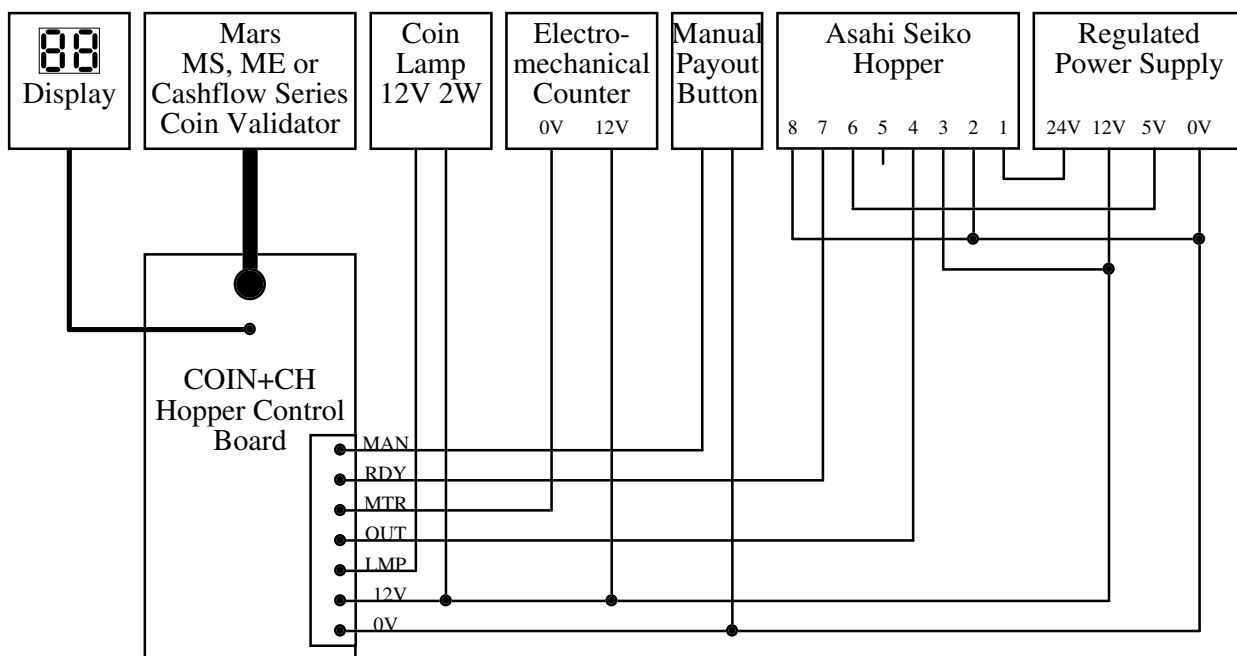 88
Display
Mars
MS, ME or
Cashflow Series
Coin Validator
Coin
Lamp
12V 2W
Electro-
mechanical
Counter
0V 12V
Manual
Payout
Button
Asahi Seiko
Hopper
8 7 6 5 4 3 2 1
Regulated
Power Supply
24V 12V 5V 0V
COIN+CH
Hopper Control
Board
MAN
RDY
MTR
OUT
LMP
12V
0V